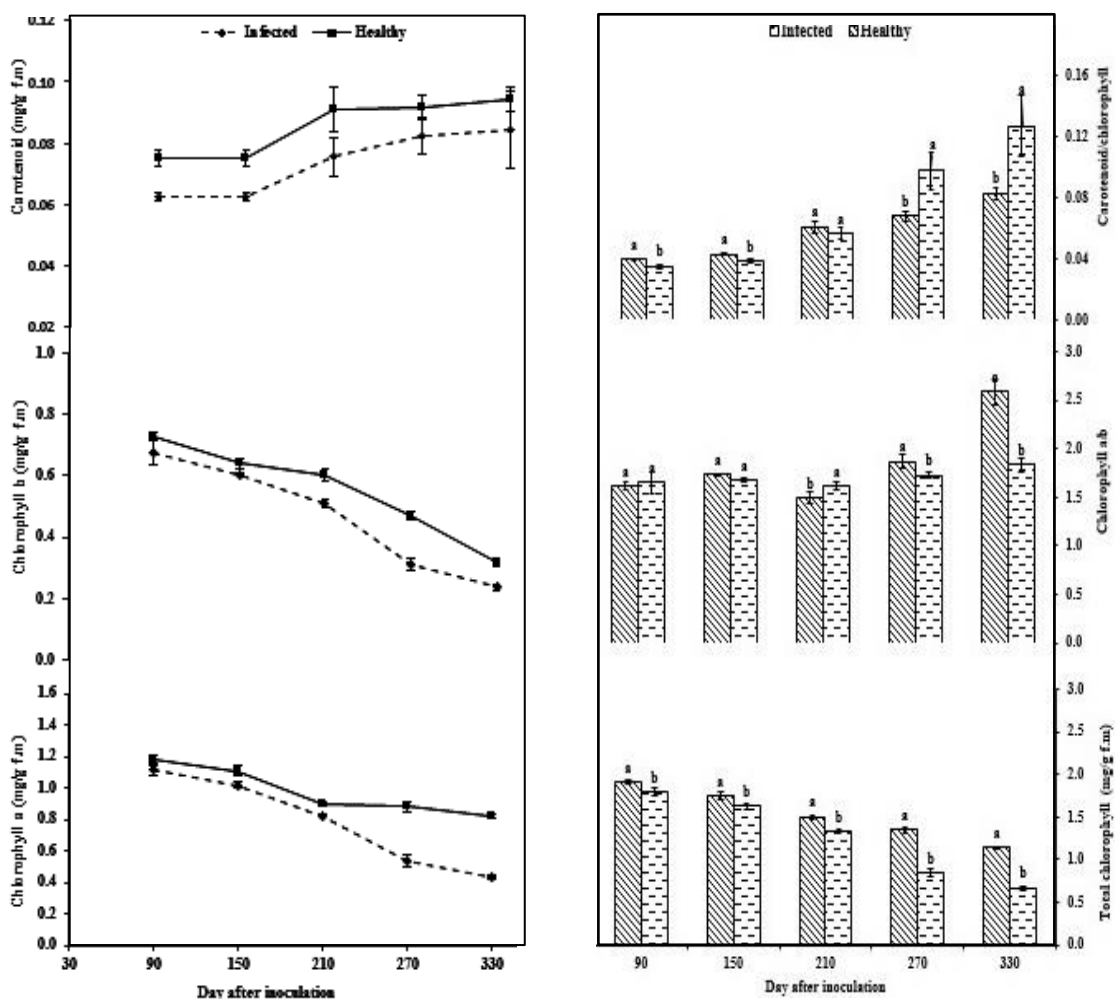 0.12
Infected Healthy
0.10
0.08
0.06
0.04
0.02
Carotenoid (mg/g f.m)
1.0
0.8
0.6
0.4
0.2
0.0
Chlorophyll b (mg/g f.m)
1.6
1.4
1.2
1.0
0.8
0.6
0.4
0.2
0.0
Chlorophyll a (mg/g f.m)
30 90 150 210 270 330
Day after inoculation
Infected Healthy
0.16
0.12
0.08
0.04
0.00
Carotenoid/chlorophyll
a b a b a a b a b a
3.0
2.5
2.0
1.5
1.0
0.5
0.0
Chlorophyll a/b
a a a a b a a b a b
3.0
2.5
2.0
1.5
1.0
0.5
0.0
Total chlorophyll (mg/g f.m)
a b a b a b a b a b
90 150 210 270 330
Day after inoculation